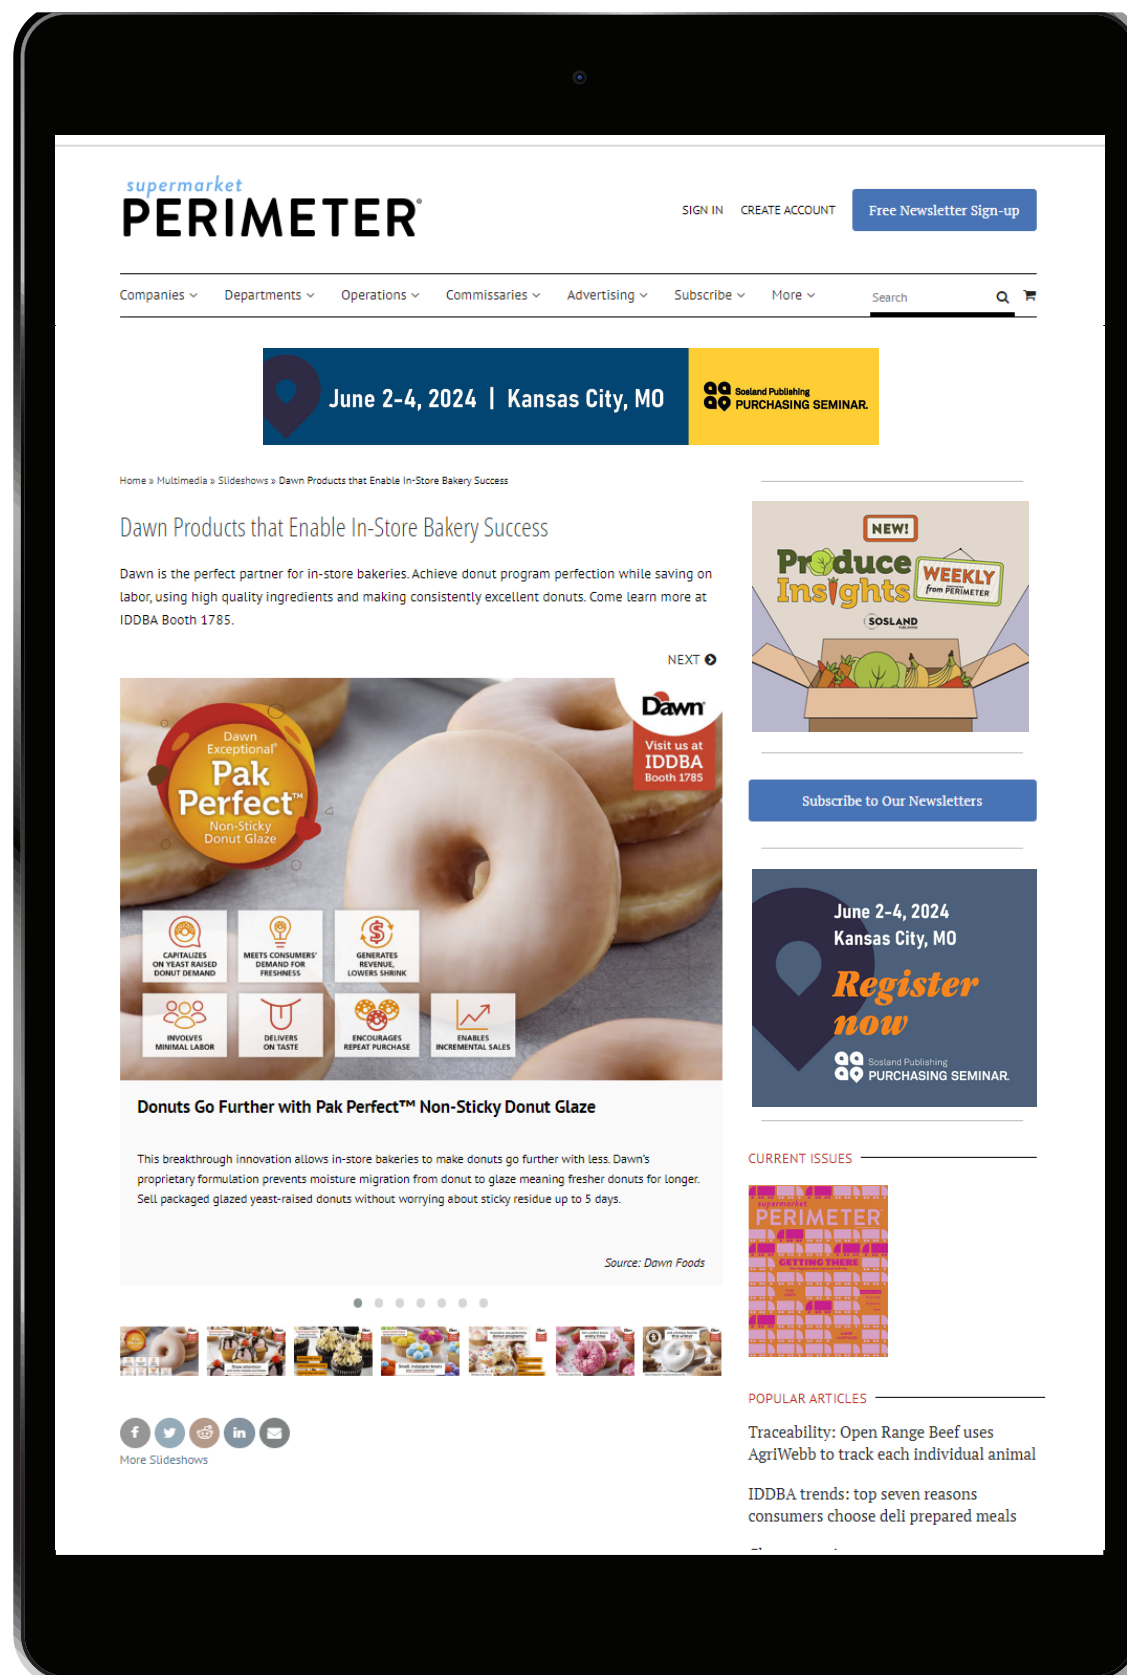 supermarket
PERIMETER
SIGN IN CREATE ACCOUNT Free Newsletter Sign-up
Companies Departments Operations Commissaries Advertising Subscribe More Search
June 2-4, 2024 | Kansas City, MO
Sosland Publishing
PURCHASING SEMINAR.
Home » Multimedia » Slideshows » Dawn Products that Enable In-Store Bakery Success
Dawn Products that Enable In-Store Bakery Success
Dawn is the perfect partner for in-store bakeries. Achieve donut program perfection while saving on
labor, using high quality ingredients and making consistently excellent donuts. Come learn more at
IDDBA Booth 1785.
NEXT
Dawn
Visit us at
IDDBA
Booth 1785
Dawn
Exceptional®
Pak
Perfect™
Non-Sticky
Donut Glaze
CAPITALIZES
ON YEAST RAISED
DONUT DEMAND
MEETS CONSUMERS'
DEMAND FOR
FRESHNESS
GENERATES
REVENUE,
LOWERS SHRINK
INVOLVES
MINIMAL LABOR
DELIVERS
ON TASTE
ENCOURAGES
REPEAT PURCHASE
ENABLES
INCREMENTAL SALES
Donuts Go Further with Pak Perfect™ Non-Sticky Donut Glaze
This breakthrough innovation allows in-store bakeries to make donuts go further with less. Dawn's
proprietary formulation prevents moisture migration from donut to glaze meaning fresher donuts for longer.
Sell packaged glazed yeast-raised donuts without worrying about sticky residue up to 5 days.
Source: Dawn Foods
More Slideshows
NEW!
Produce
Insights
WEEKLY
from PERIMETER
SOSLAND
Subscribe to Our Newsletters
June 2-4, 2024
Kansas City, MO
Register
now
Sosland Publishing
PURCHASING SEMINAR.
CURRENT ISSUES
supermarket
PERIMETER
GETTING THERE
POPULAR ARTICLES
Traceability: Open Range Beef uses
AgriWebb to track each individual animal
IDDBA trends: top seven reasons
consumers choose deli prepared meals